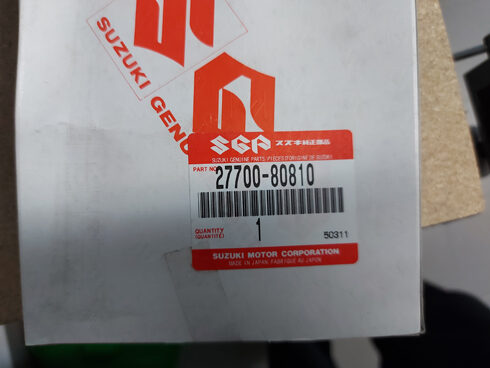 SUZUKI GENU
SGP スズキ純正部品
SUZUKI GENUINE PARTS/PIECES D'ORIGINE DE SUZUKI
PART NO.
27700-80810
QUANTITY
(QUANTITÉ)
1
50311
SUZUKI MOTOR CORPORATION
MADE IN JAPAN, FABRIQUE AU JAPON